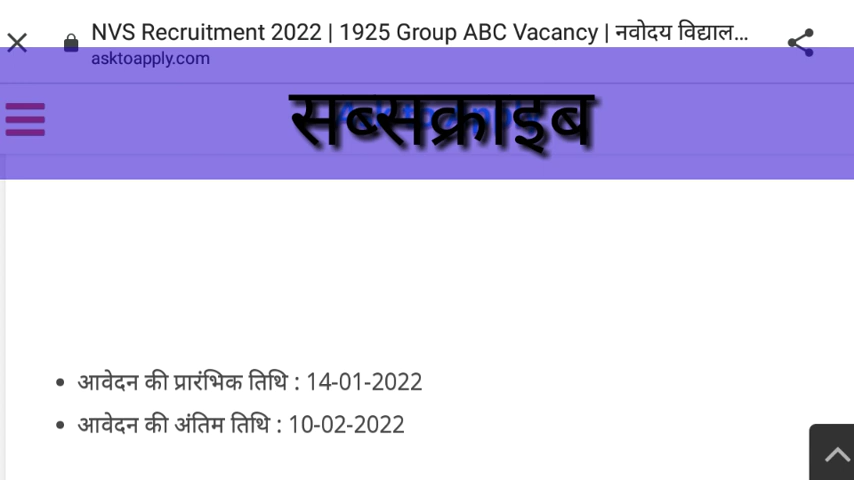 NVS Recruitment 2022 | 1925 Group ABC Vacancy | नवोदय विद्याल...
asktoapply.com
सब्सक्राइब
आवेदन की प्रारंभिक तिथि : 14-01-2022
आवेदन की अंतिम तिथि : 10-02-2022